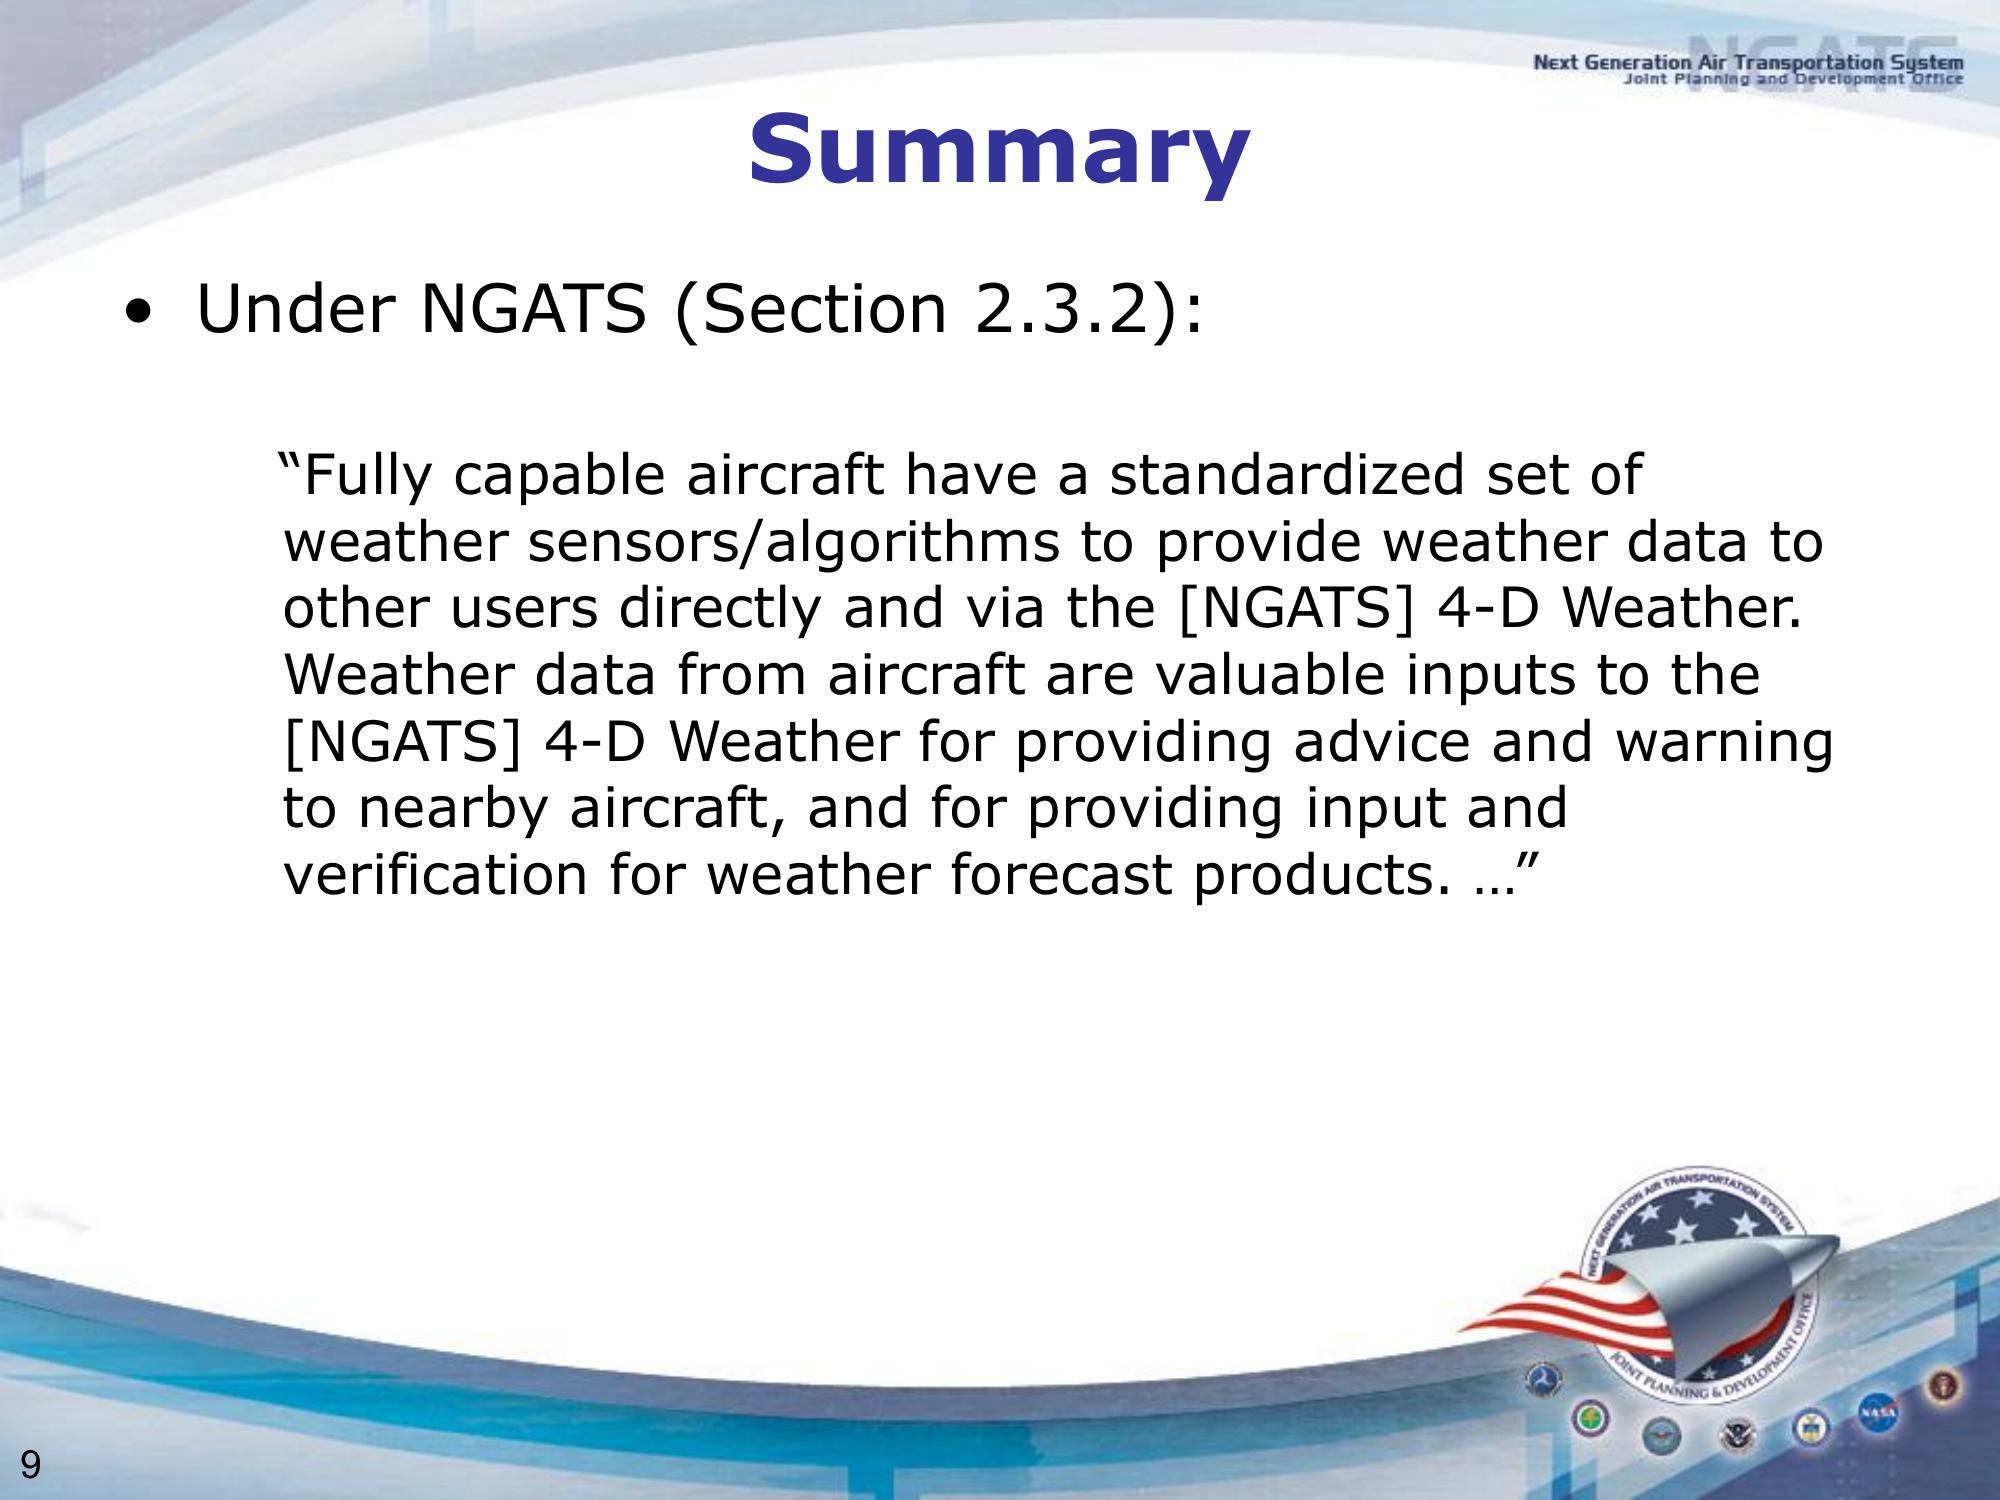 NGATS
Next Generation Air Transportation System
Joint Planning and Development Office
Summary
• Under NGATS (Section 2.3.2):
“Fully capable aircraft have a standardized set of
weather sensors/algorithms to provide weather data to
other users directly and via the [NGATS] 4-D Weather.
Weather data from aircraft are valuable inputs to the
[NGATS] 4-D Weather for providing advice and warning
to nearby aircraft, and for providing input and
verification for weather forecast products. …”
NEXT GENERATION AIR TRANSPORTATION SYSTEM
JOINT PLANNING & DEVELOPMENT OFFICE
NASA
9